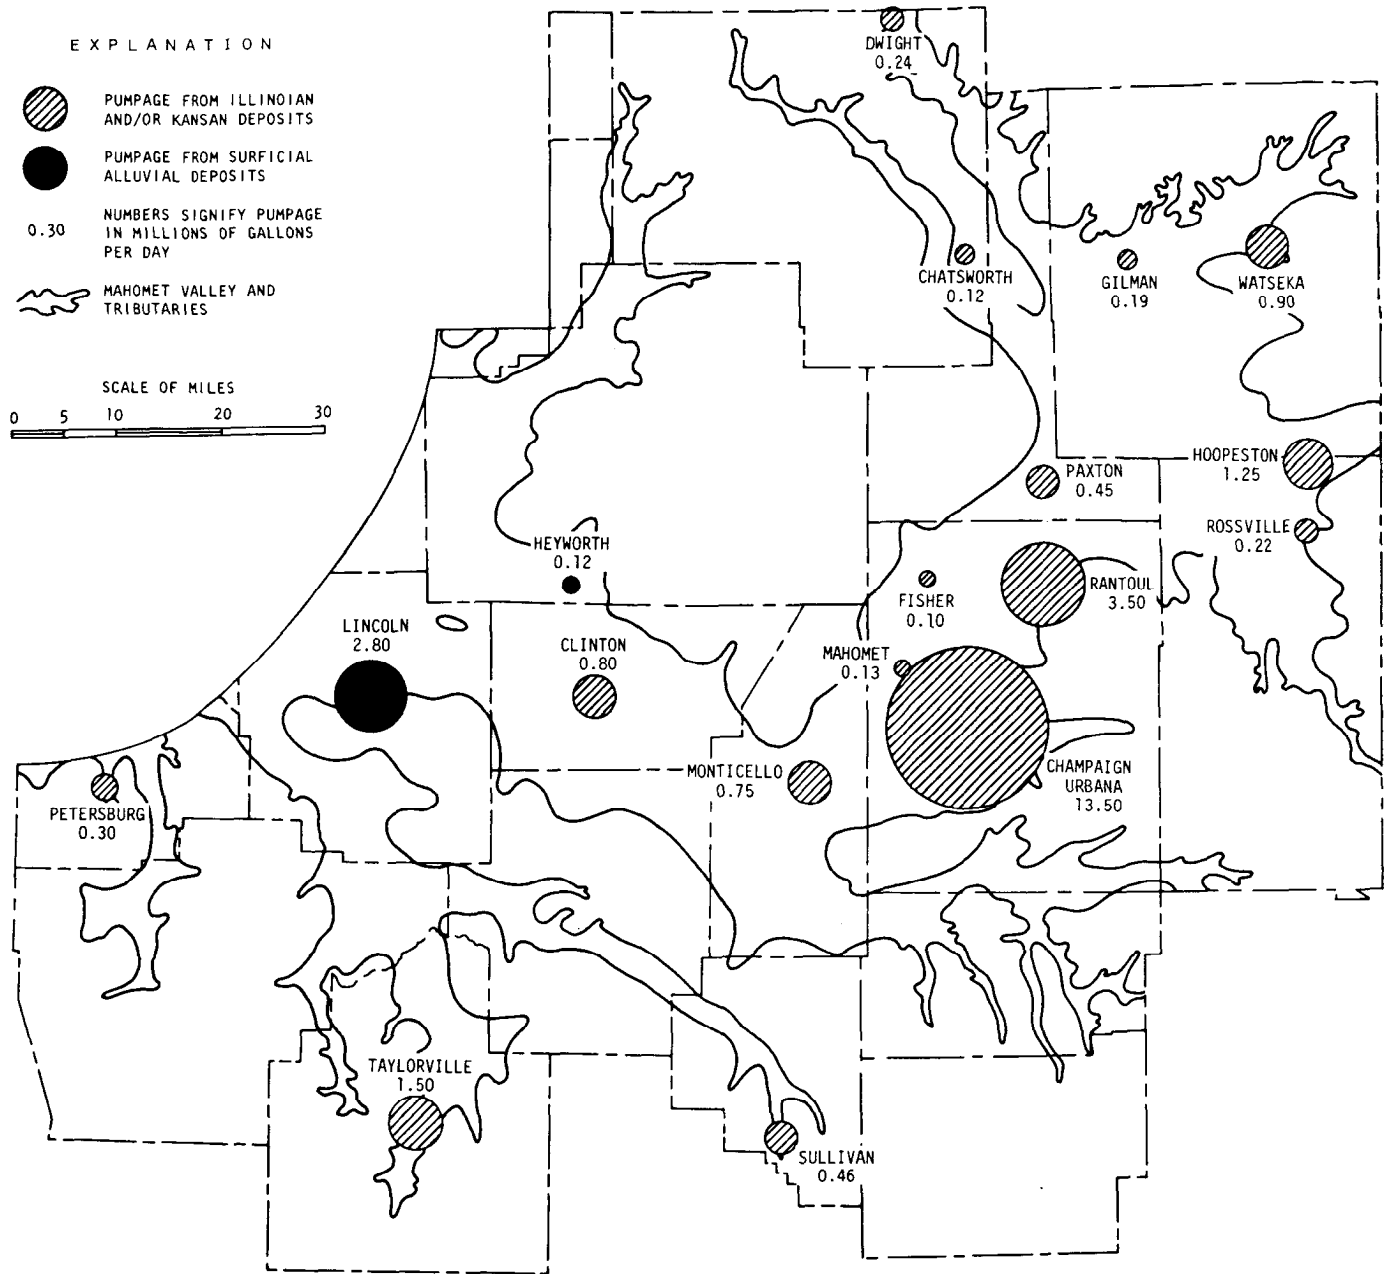 EXPLANATION
PUMPAGE FROM ILLINOIAN
AND/OR KANSAN DEPOSITS
PUMPAGE FROM SURFICIAL
ALLUVIAL DEPOSITS
0.30
NUMBERS SIGNIFY PUMPAGE
IN MILLIONS OF GALLONS
PER DAY
MAHOMET VALLEY AND
TRIBUTARIES
SCALE OF MILES
0 5 10 20 30
DWIGHT
0.24
CHATSWORTH
0.12
GILMAN
0.19
WATSEKA
0.90
HOOPESTON
1.25
PAXTON
0.45
ROSSVILLE
0.22
HEYWORTH
0.12
FISHER
0.10
RANTOUL
3.50
LINCOLN
2.80
CLINTON
0.80
MAHOMET
0.13
MONTICELLO
0.75
CHAMPAIGN
URBANA
13.50
PETERSBURG
0.30
TAYLORVILLE
1.50
SULLIVAN
0.46